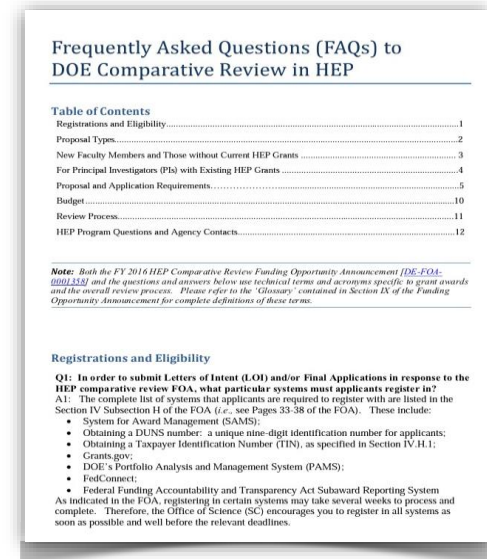 Frequently Asked Questions (FAQs) to
DOE Comparative Review in HEP
Table of Contents
Registrations and Eligibility.....1
Proposal Types.....2
New Faculty Members and Those without Current HEP Grants.....3
For Principal Investigators (PIs) with Existing HEP Grants.....4
Proposal and Application Requirements.....5
Budget.....10
Review Process.....11
HEP Program Questions and Agency Contacts.....12
Note: Both the FY 2016 HEP Comparative Review Funding Opportunity Announcement [DE-FOA-
0001358] and the questions and answers below use technical terms and acronyms specific to grant awards
and the overall review process. Please refer to the 'Glossary' contained in Section IX of the Funding
Opportunity Announcement for complete definitions of these terms.
Registrations and Eligibility
Q1: In order to submit Letters of Intent (LOI) and/or Final Applications in response to the
HEP comparative review FOA, what particular systems must applicants register in?
A1: The complete list of systems that applicants are required to register with are listed in the
Section IV Subsection H of the FOA (i.e., see Pages 33-38 of the FOA). These include:
• System for Award Management (SAMS);
• Obtaining a DUNS number: a unique nine-digit identification number for applicants;
• Obtaining a Taxpayer Identification Number (TIN), as specified in Section IV.H.1;
• Grants.gov;
• DOE's Portfolio Analysis and Management System (PAMS);
• FedConnect;
• Federal Funding Accountability and Transparency Act Subaward Reporting System
As indicated in the FOA, registering in certain systems may take several weeks to process and
complete. Therefore, the Office of Science (SC) encourages you to register in all systems as
soon as possible and well before the relevant deadlines.